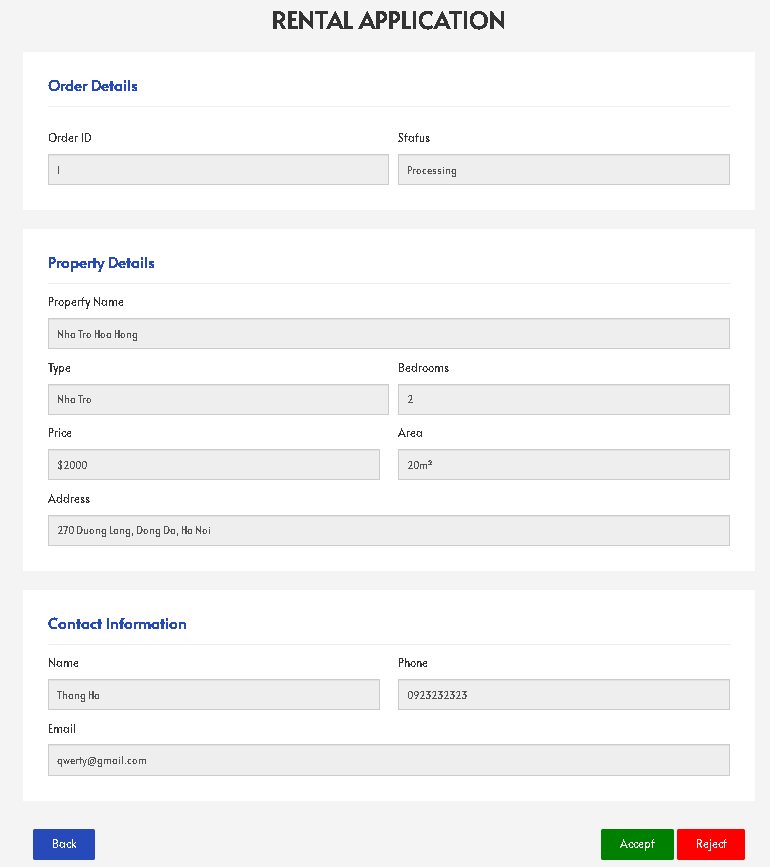 RENTAL APPLICATION
Order Details
Order ID
Status
1
Processing
Property Details
Property Name
Nha Tro Hoa Hong
Type
Bedrooms
Nha Tro
2
Price
Area
$2000
20m²
Address
270 Duong Lang, Dong Da, Ha Noi
Contact Information
Name
Phone
Thang Ha
0923232323
Email
qwerty@gmail.com
Back
Accept
Reject